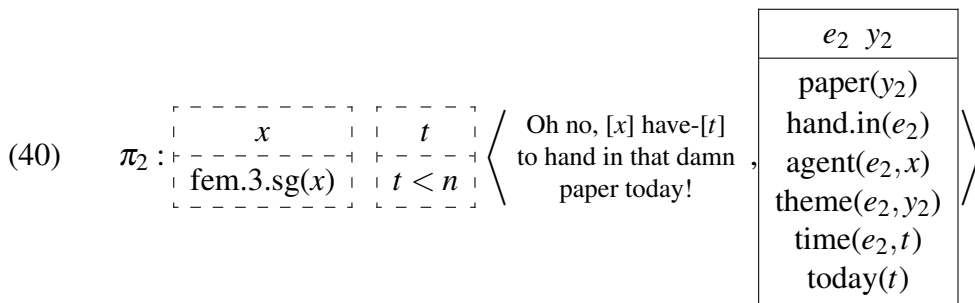 e₂ y₂
x t Oh no, [x] have-[t] paper(y₂)
(40) π₂ : fem.3.sg(x) t < n ⟨ to hand in that damn , hand.in(e₂) ⟩
paper today! agent(e₂, x)
theme(e₂, y₂)
time(e₂, t)
today(t)